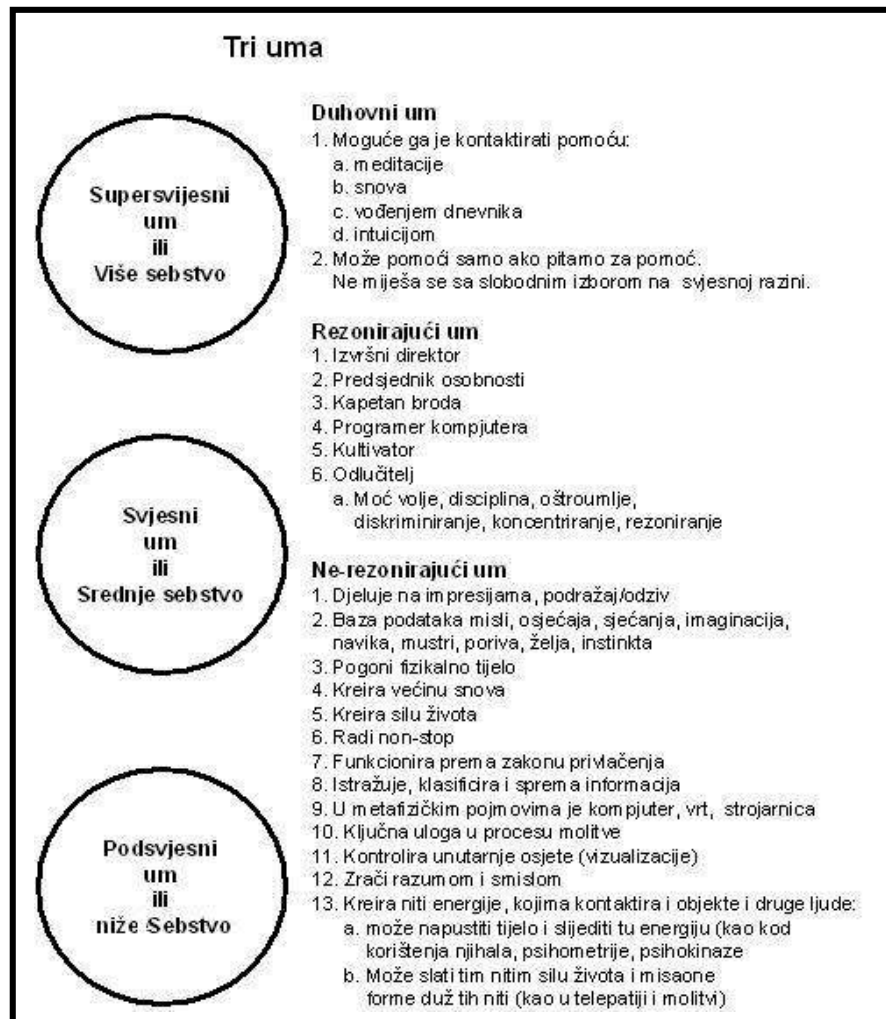 Tri uma
Supersvijesni
um
ili
Više sebstvo
Duhovni um
1. Moguće ga je kontaktirati pomoću:
a. meditacije
b. snova
c. vođenjem dnevnika
d. intuicijom
2. Može pomoći samo ako pitamo za pomoć.
Ne miješa se sa slobodnim izborom na svjesnoj razini.
Svjesni
um
ili
Srednje sebstvo
Rezonirajući um
1. Izvršni direktor
2. Predsjednik osobnosti
3. Kapetan broda
4. Programer kompjutera
5. Kultivator
6. Odlučitelj
a. Moć volje, disciplina, oštroumlje,
diskriminiranje, koncentriranje, rezoniranje
Podsvjesni
um
ili
niže Sebstvo
Ne-rezonirajući um
1. Djeluje na impresijama, podražaj/odziv
2. Baza podataka misli, osjećaja, sjećanja, imaginacija,
navika, mustri, poriva, želja, instinkta
3. Pogoni fizikalno tijelo
4. Kreira većinu snova
5. Kreira silu života
6. Radi non-stop
7. Funkcionira prema zakonu privlačenja
8. Istražuje, klasificira i sprema informacija
9. U metafizičkim pojmovima je kompjuter, vrt, strojarnica
10. Ključna uloga u procesu molitve
11. Kontrolira unutarnje osjete (vizualizacije)
12. Zrači razumom i smislom
13. Kreira niti energije, kojima kontaktira i objekte i druge ljude:
a. može napustiti tijelo i slijediti tu energiju (kao kod
korištenja njihala, psihometrije, psihokinaze
b. Može slati tim nitim silu života i misaone
forme duž tih niti (kao u telepatiji i molitvi)